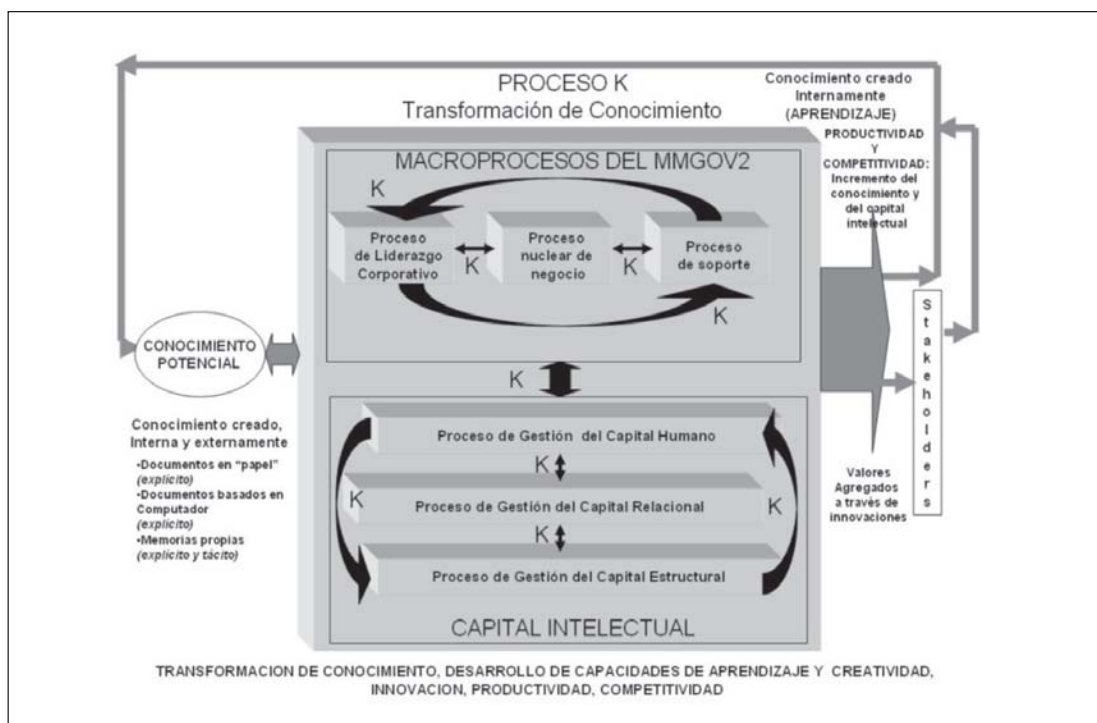 PROCESO K
Transformación de Conocimiento
Conocimiento creado
Internamente
(APRENDIZAJE)
PRODUCTIVIDAD
Y
COMPETITIVIDAD:
Incremento del
conocimiento y
del capital
intelectual
MACROPROCESOS DEL MMGOV2
K
Proceso
de Liderazgo
Corporativo
K
Proceso
nuclear de
negocio
K
Proceso
de soporte
K
CONOCIMIENTO
POTENCIAL
Conocimiento creado,
Interna y externamente
•Documentos en “papel”
(explícito)
•Documentos basados en
Computador
(explícito)
•Memorias propias
(explícito y tácito)
K
Proceso de Gestión del Capital Humano
K
K
Proceso de Gestión del Capital Relacional
K
K
Proceso de Gestión del Capital Estructural
CAPITAL INTELECTUAL
Stakeholders
Valores
Agregados
a travès de
innovaciones
TRANSFORMACION DE CONOCIMIENTO, DESARROLLO DE CAPACIDADES DE APRENDIZAJE Y CREATIVIDAD,
INNOVACION, PRODUCTIVIDAD, COMPETITIVIDAD